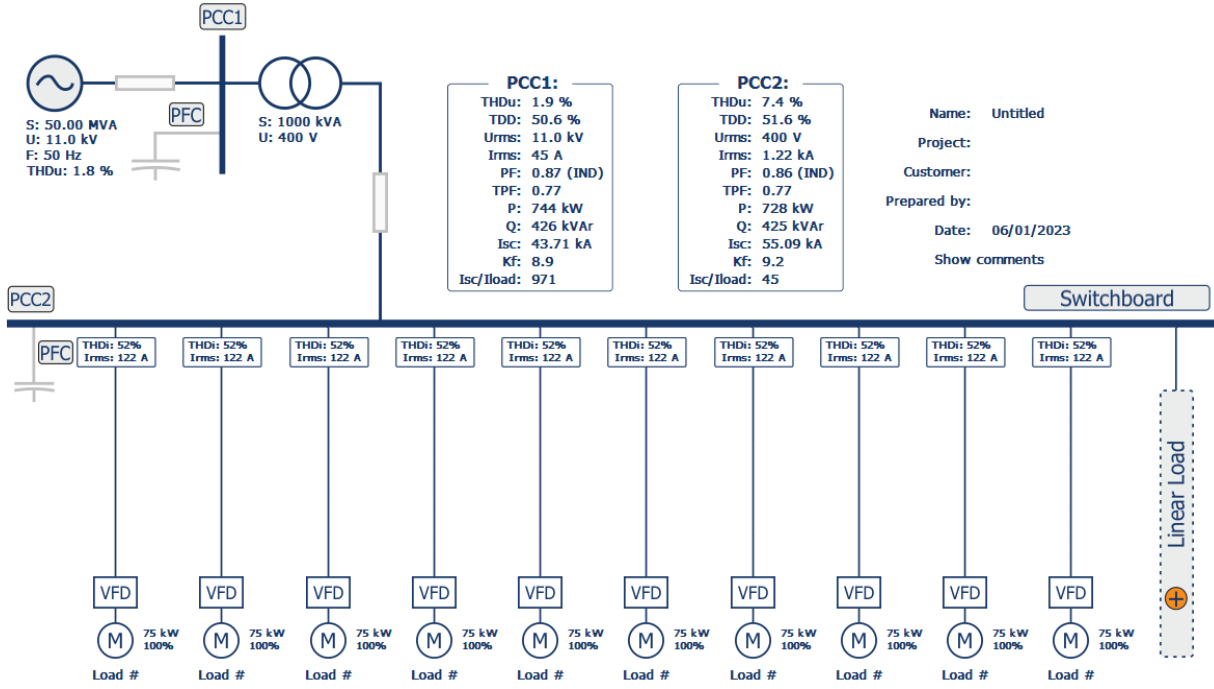 PCC1
PFC
S: 50.00 MVA
U: 11.0 kV
F: 50 Hz
THDu: 1.8 %
S: 1000 kVA
U: 400 V
PCC1:
THDu: 1.9 %
TDD: 50.6 %
Urms: 11.0 kV
Irms: 45 A
PF: 0.87 (IND)
TPF: 0.77
P: 744 kW
Q: 426 kVAr
Isc: 43.71 kA
Kf: 8.9
Isc/Iload: 971
PCC2:
THDu: 7.4 %
TDD: 51.6 %
Urms: 400 V
Irms: 1.22 kA
PF: 0.86 (IND)
TPF: 0.77
P: 728 kW
Q: 425 kVAr
Isc: 55.09 kA
Kf: 9.2
Isc/Iload: 45
Name: Untitled
Project:
Customer:
Prepared by:
Date: 06/01/2023
Show comments
PCC2
Switchboard
PFC
THDi: 52% THDi: 52% THDi: 52% THDi: 52% THDi: 52% THDi: 52% THDi: 52% THDi: 52% THDi: 52% THDi: 52%
Irms: 122 A Irms: 122 A Irms: 122 A Irms: 122 A Irms: 122 A Irms: 122 A Irms: 122 A Irms: 122 A Irms: 122 A Irms: 122 A
Linear Load
VFD VFD VFD VFD VFD VFD VFD VFD VFD VFD
M 75 kW M 75 kW M 75 kW M 75 kW M 75 kW M 75 kW M 75 kW M 75 kW M 75 kW M 75 kW
100% 100% 100% 100% 100% 100% 100% 100% 100% 100%
Load # Load # Load # Load # Load # Load # Load # Load # Load # Load #